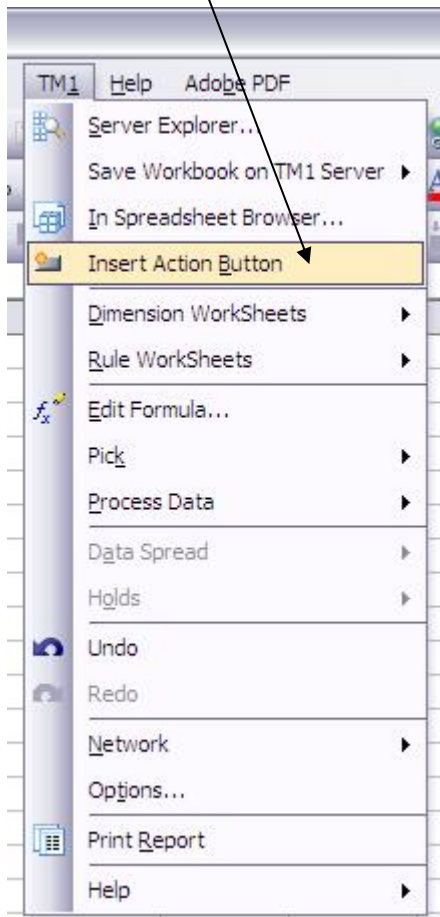 TM1 Help Adobe PDF
Server Explorer...
Save Workbook on TM1 Server
In Spreadsheet Browser...
Insert Action Button
Dimension WorkSheets
Rule WorkSheets
fx Edit Formula...
Pick
Process Data
Data Spread
Holds
Undo
Redo
Network
Options...
Print Report
Help